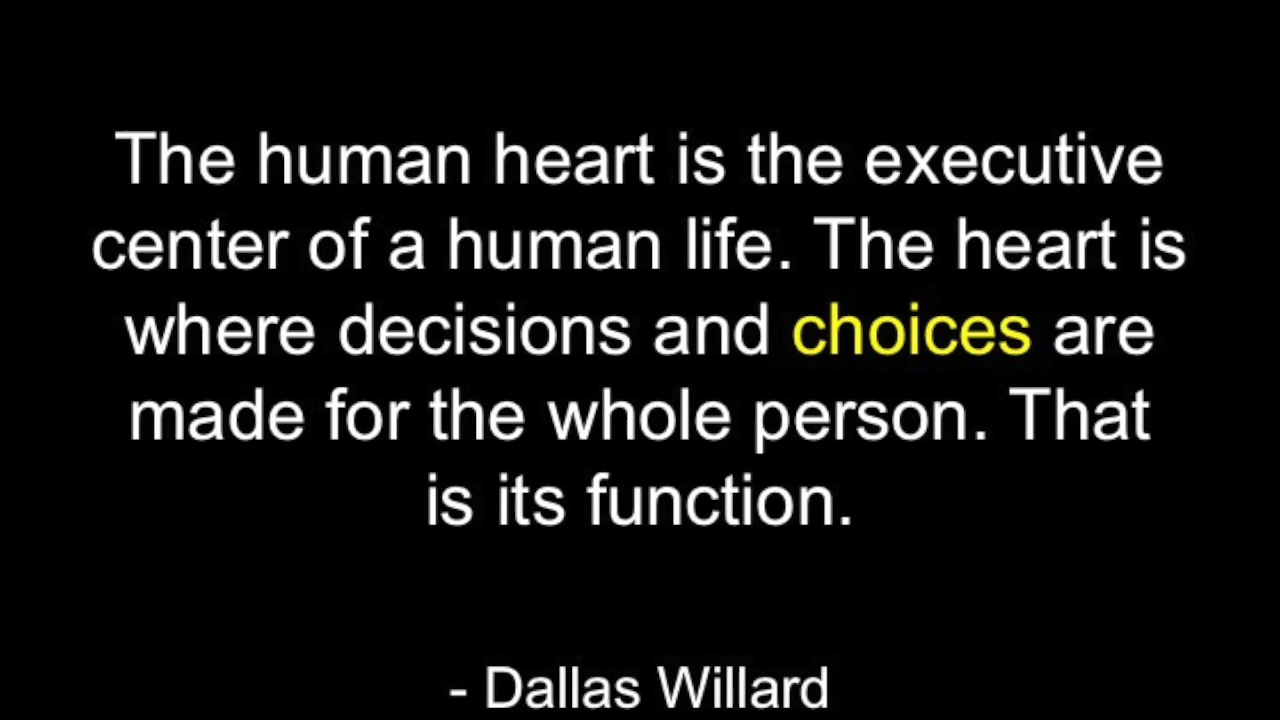 The human heart is the executive
center of a human life. The heart is
where decisions and choices are
made for the whole person. That
is its function.
- Dallas Willard